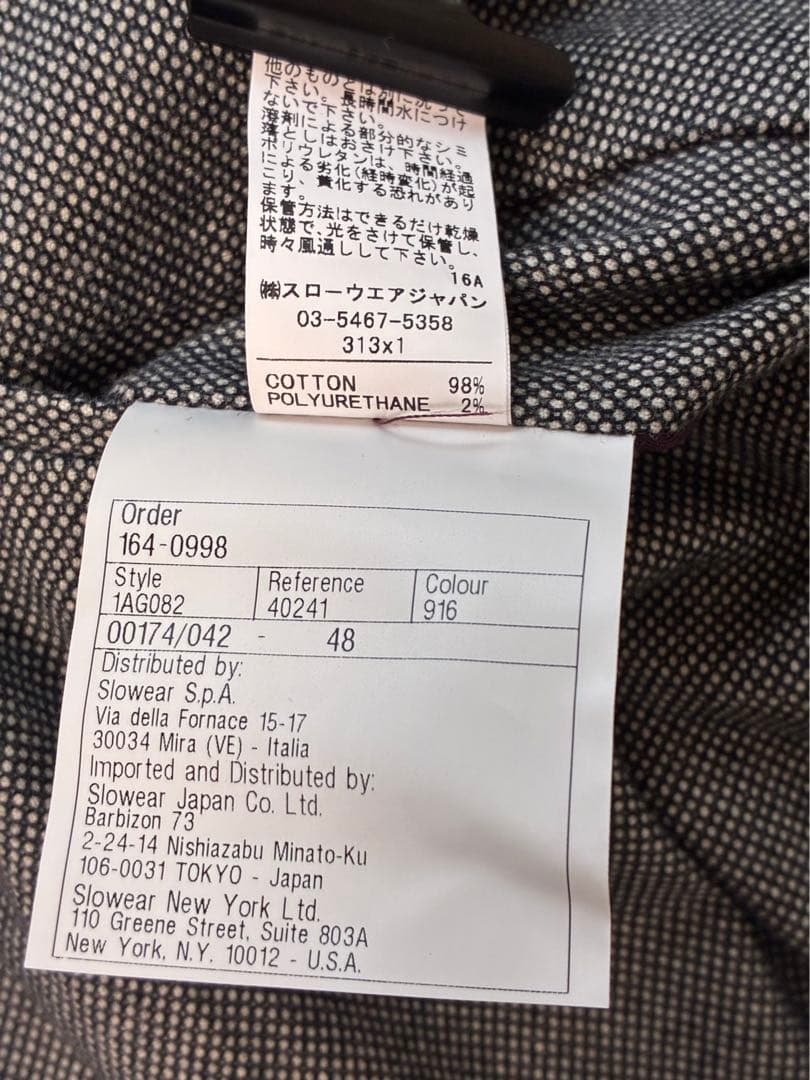 他のものとは別に洗って
下さい。長時間水につけ
ないで下さい。
溶剤による部分的なシミ
落としはおさけ下さい。
ポリウレタンは、時間経過
による劣化(経時変化)が起
こり、黄化する恐れがあり
ます。
保管方法はできるだけ乾燥
状態で、光をさけて保管し、
時々風通しして下さい。
16A
㈱スローウエアジャパン
03-5467-5358
313x1
COTTON 98%
POLYURETHANE 2%
Order
164-0998
Style Reference Colour
1AG082 40241 916
00174/042 - 48
Distributed by:
Slowear S.p.A.
Via della Fornace 15-17
30034 Mira (VE) - Italia
Imported and Distributed by:
Slowear Japan Co. Ltd.
Barbizon 73
2-24-14 Nishiazabu Minato-Ku
106-0031 TOKYO - Japan
Slowear New York Ltd.
110 Greene Street, Suite 803A
New York, N.Y. 10012 - U.S.A.